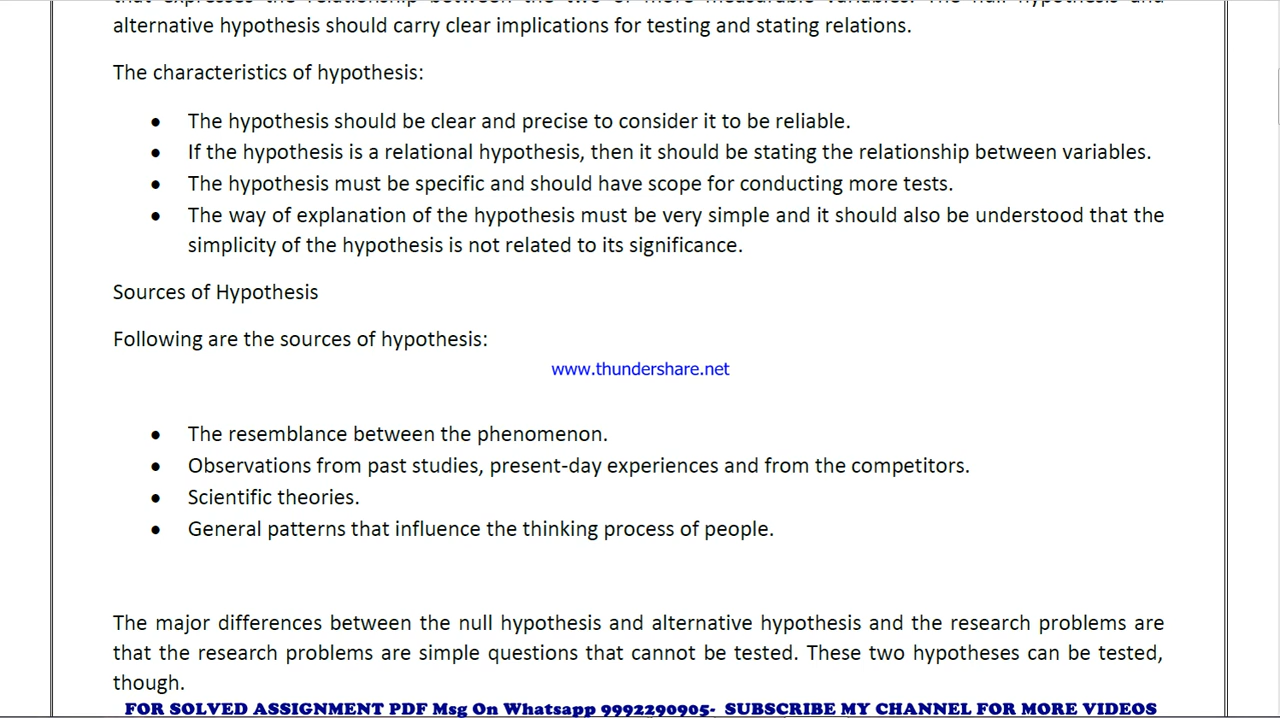 alternative hypothesis should carry clear implications for testing and stating relations.
The characteristics of hypothesis:
• The hypothesis should be clear and precise to consider it to be reliable.
• If the hypothesis is a relational hypothesis, then it should be stating the relationship between variables.
• The hypothesis must be specific and should have scope for conducting more tests.
• The way of explanation of the hypothesis must be very simple and it should also be understood that the
simplicity of the hypothesis is not related to its significance.
Sources of Hypothesis
Following are the sources of hypothesis:
www.thundershare.net
• The resemblance between the phenomenon.
• Observations from past studies, present-day experiences and from the competitors.
• Scientific theories.
• General patterns that influence the thinking process of people.
The major differences between the null hypothesis and alternative hypothesis and the research problems are
that the research problems are simple questions that cannot be tested. These two hypotheses can be tested,
though.
FOR SOLVED ASSIGNMENT PDF Msg On Whatsapp 9992290905- SUBSCRIBE MY CHANNEL FOR MORE VIDEOS